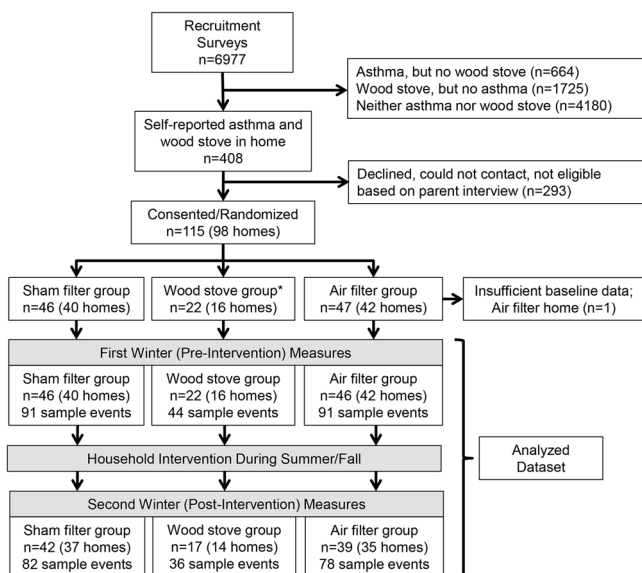 Recruitment
Surveys
n=6977
Asthma, but no wood stove (n=664)
Wood stove, but no asthma (n=1725)
Neither asthma nor wood stove (n=4180)
Self-reported asthma and
wood stove in home
n=408
Declined, could not contact, not eligible
based on parent interview (n=293)
Consented/Randomized
n=115 (98 homes)
Sham filter group
n=46 (40 homes)
Wood stove group*
n=22 (16 homes)
Air filter group
n=47 (42 homes)
Insufficient baseline data;
Air filter home (n=1)
First Winter (Pre-Intervention) Measures
Sham filter group
n=46 (40 homes)
91 sample events
Wood stove group
n=22 (16 homes)
44 sample events
Air filter group
n=46 (42 homes)
91 sample events
Household Intervention During Summer/Fall
Analyzed
Dataset
Second Winter (Post-Intervention) Measures
Sham filter group
n=42 (37 homes)
82 sample events
Wood stove group
n=17 (14 homes)
36 sample events
Air filter group
n=39 (35 homes)
78 sample events